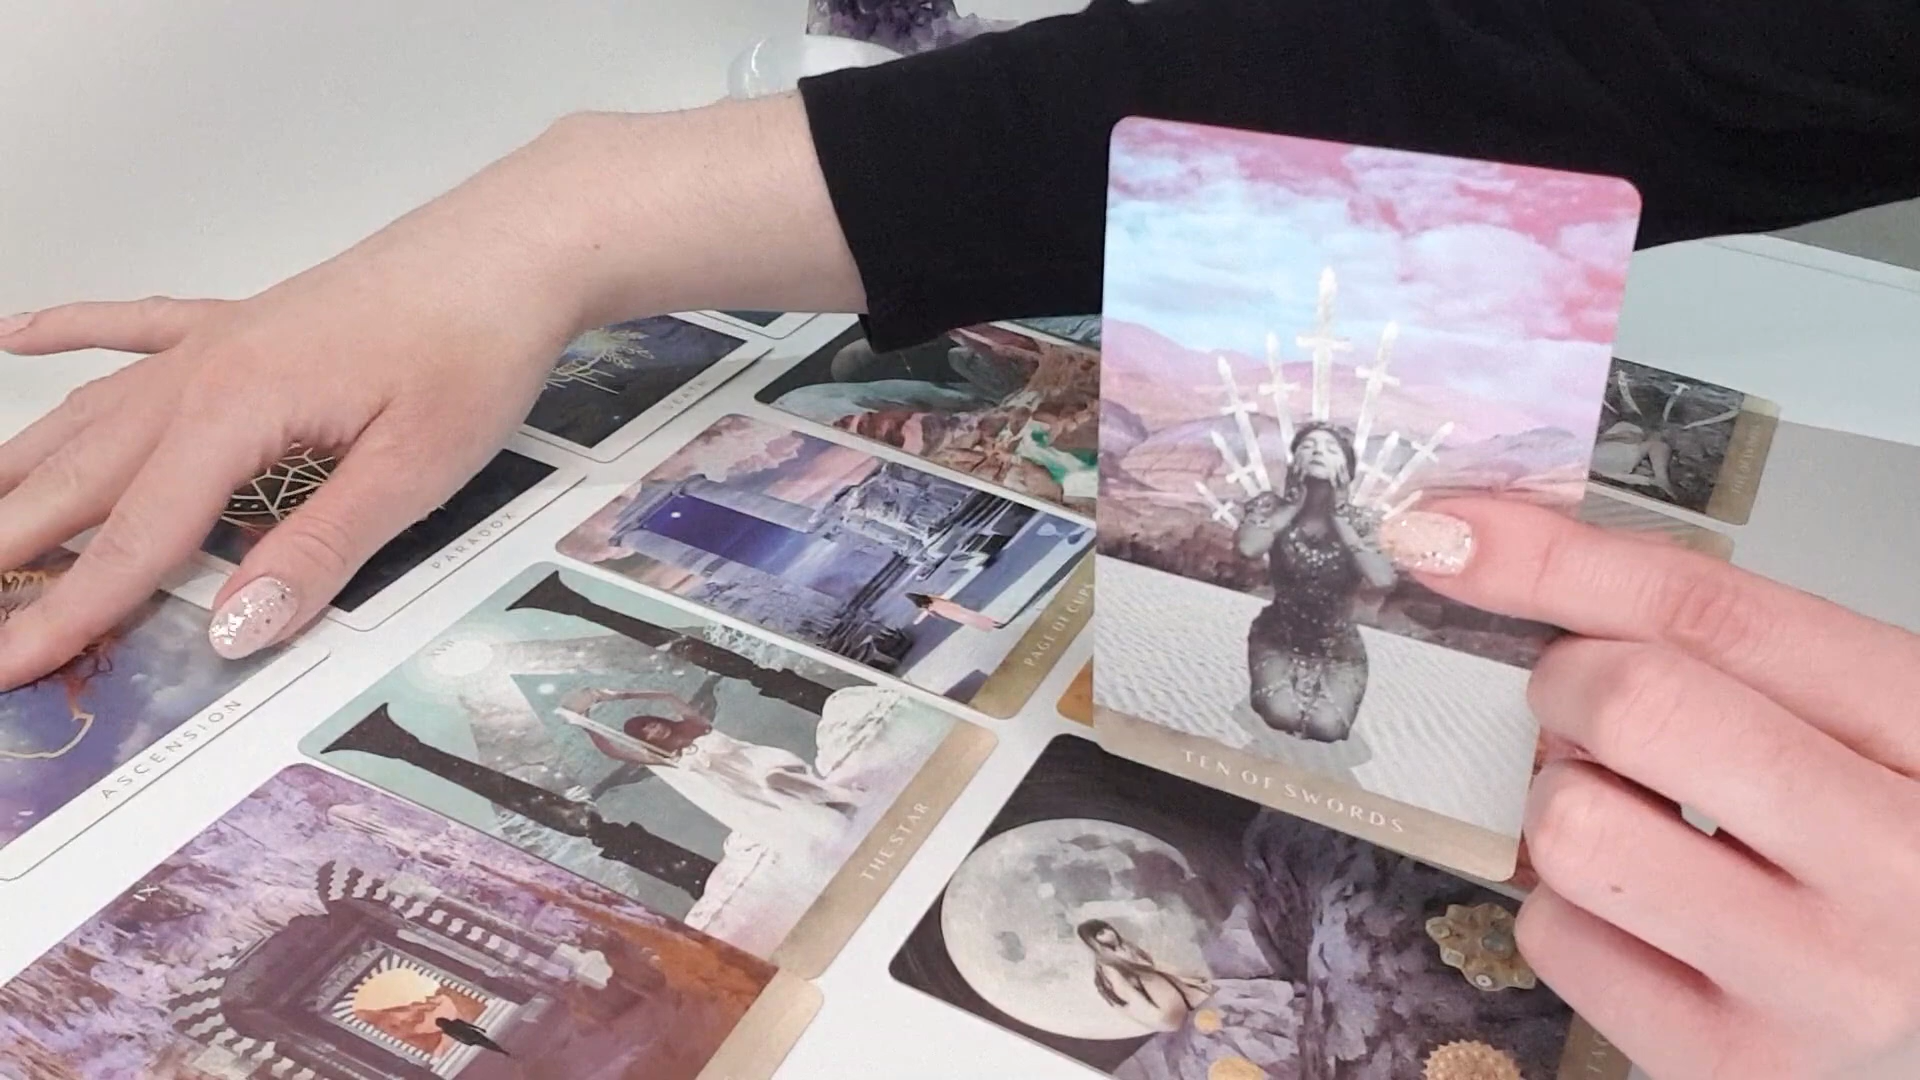 DEATH
PARADOX
ASCENSION
PAGE OF CUPS
XVII
THE STAR
IX
TEN OF SWORDS